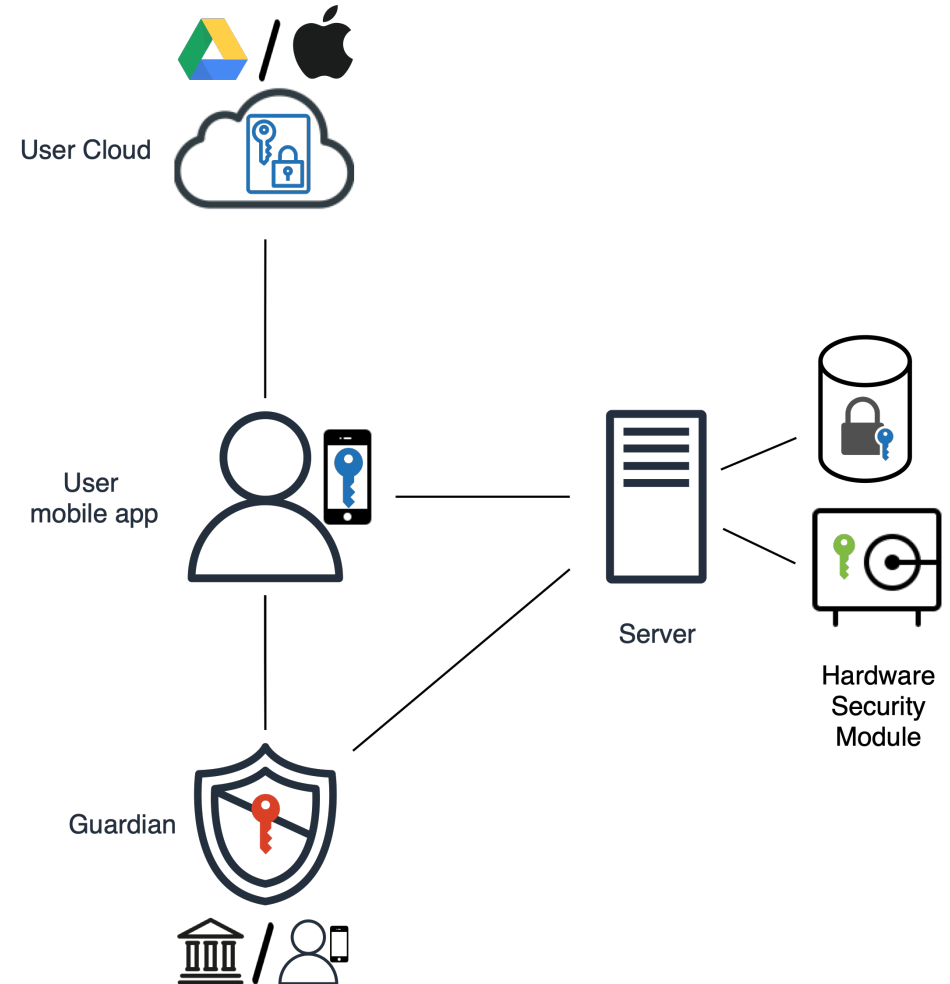 User Cloud
User
mobile app
Server
Hardware
Security
Module
Guardian